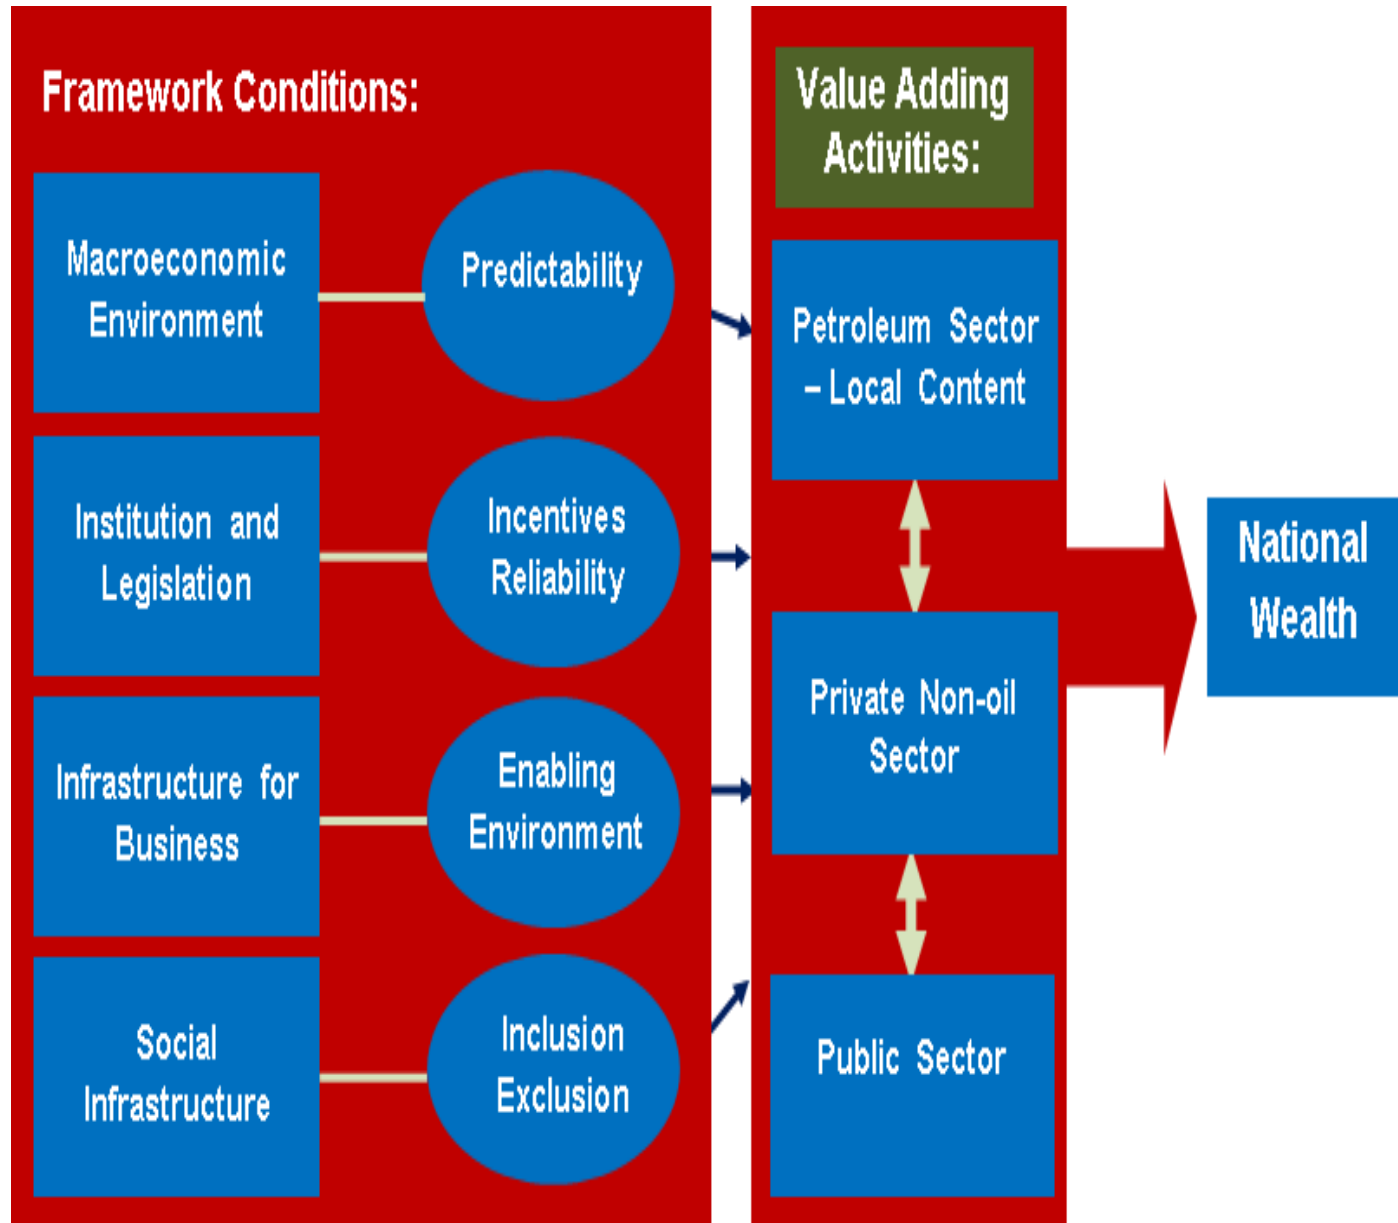 Framework Conditions:
Macroeconomic
Environment
Predictability
Institution and
Legislation
Incentives
Reliability
Infrastructure for
Business
Enabling
Environment
Social
Infrastructure
Inclusion
Exclusion
Value Adding
Activities:
Petroleum Sector
– Local Content
Private Non-oil
Sector
Public Sector
National
Wealth